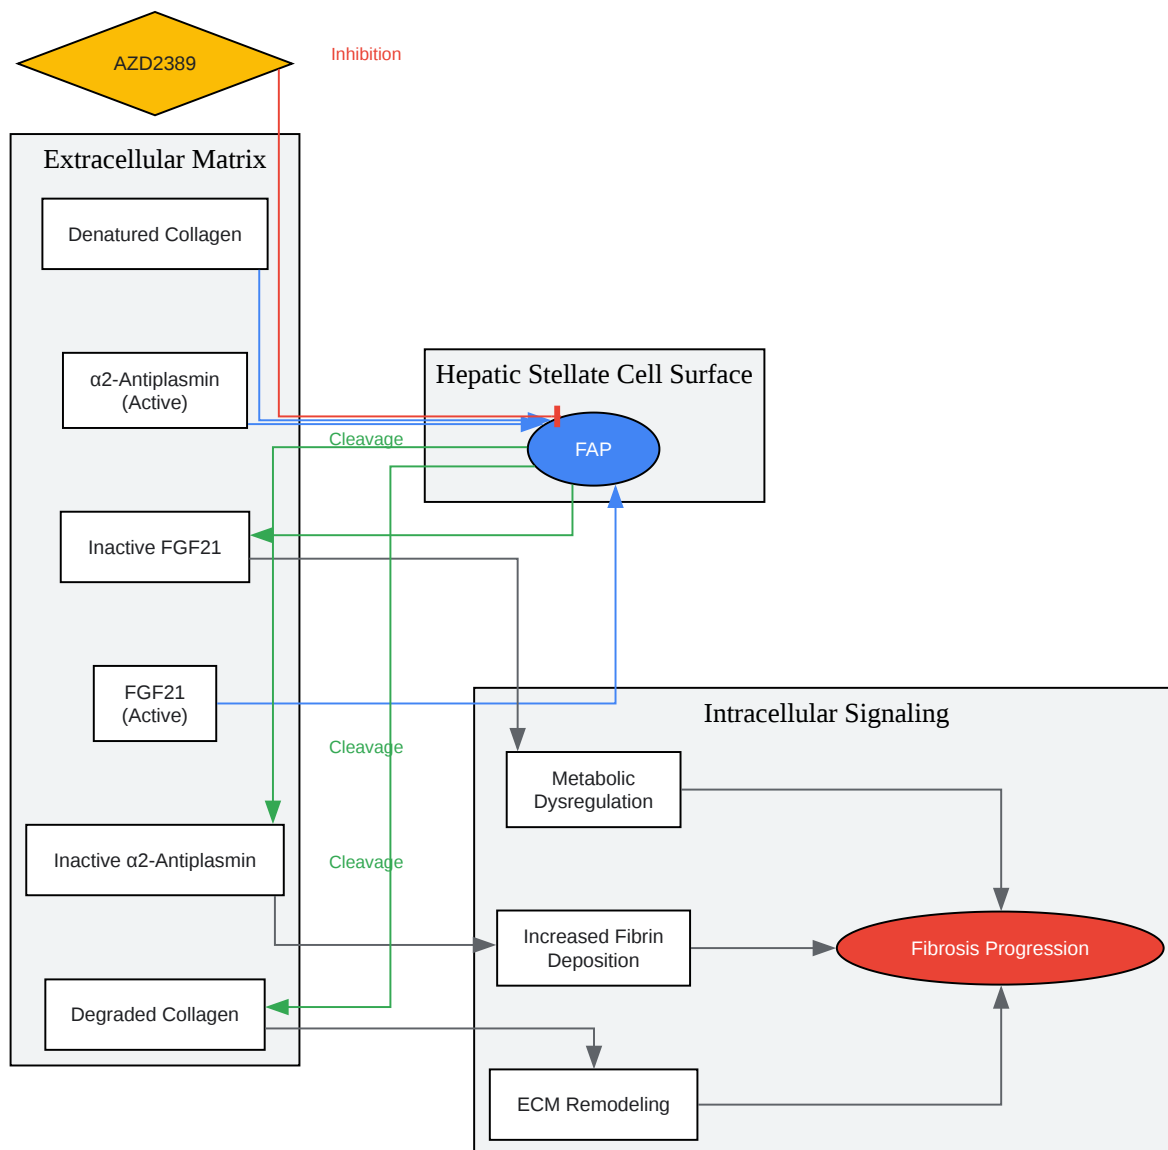 AZD2389
Inhibition
Extracellular Matrix
Denatured Collagen
α2-Antiplasmin
(Active)
Hepatic Stellate Cell Surface
FAP
Cleavage
Inactive FGF21
FGF21
(Active)
Intracellular Signaling
Cleavage
Metabolic
Dysregulation
Inactive α2-Antiplasmin
Cleavage
Increased Fibrin
Deposition
Fibrosis Progression
Degraded Collagen
ECM Remodeling